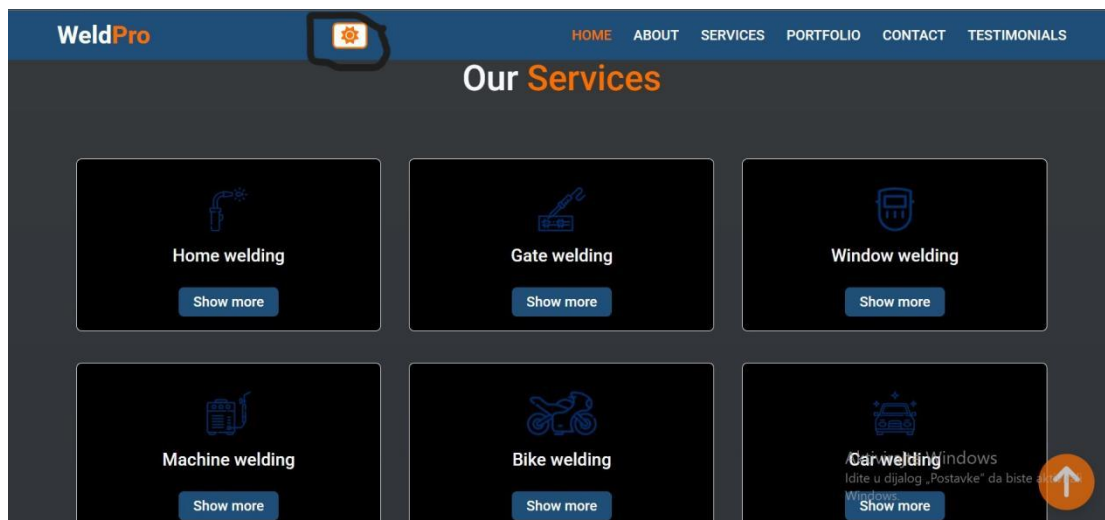 WeldPro
HOME ABOUT SERVICES PORTFOLIO CONTACT TESTIMONIALS
Our Services
Home welding
Gate welding
Window welding
Show more
Show more
Show more
Machine welding
Bike welding
Car welding
Windows
Idite u dijalog „Postavke“ da biste
Windows.
Show more
Show more
Show more